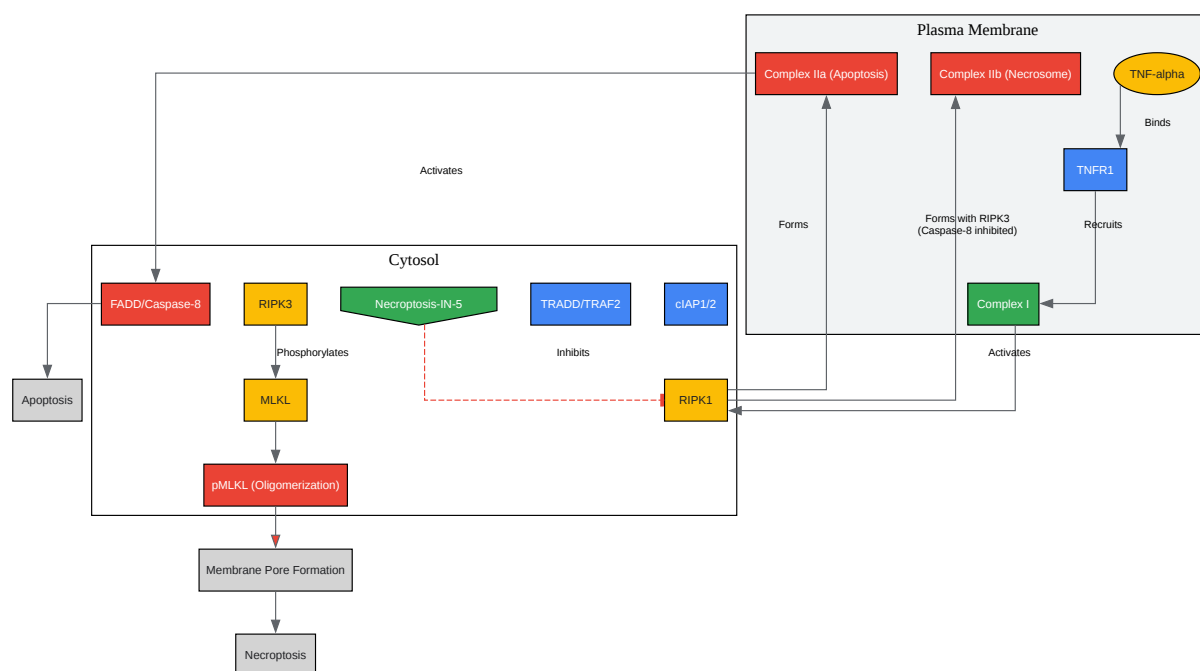 Plasma Membrane
Complex IIa (Apoptosis)
Complex IIb (Necrosome)
TNF-alpha
Binds
TNFR1
Activates
Forms
Forms with RIPK3
(Caspase-8 inhibited)
Recruits
Cytosol
FADD/Caspase-8
RIPK3
Necroptosis-IN-5
TRADD/TRAF2
cIAP1/2
Complex I
Phosphorylates
Inhibits
Activates
Apoptosis
MLKL
RIPK1
pMLKL (Oligomerization)
Membrane Pore Formation
Necroptosis